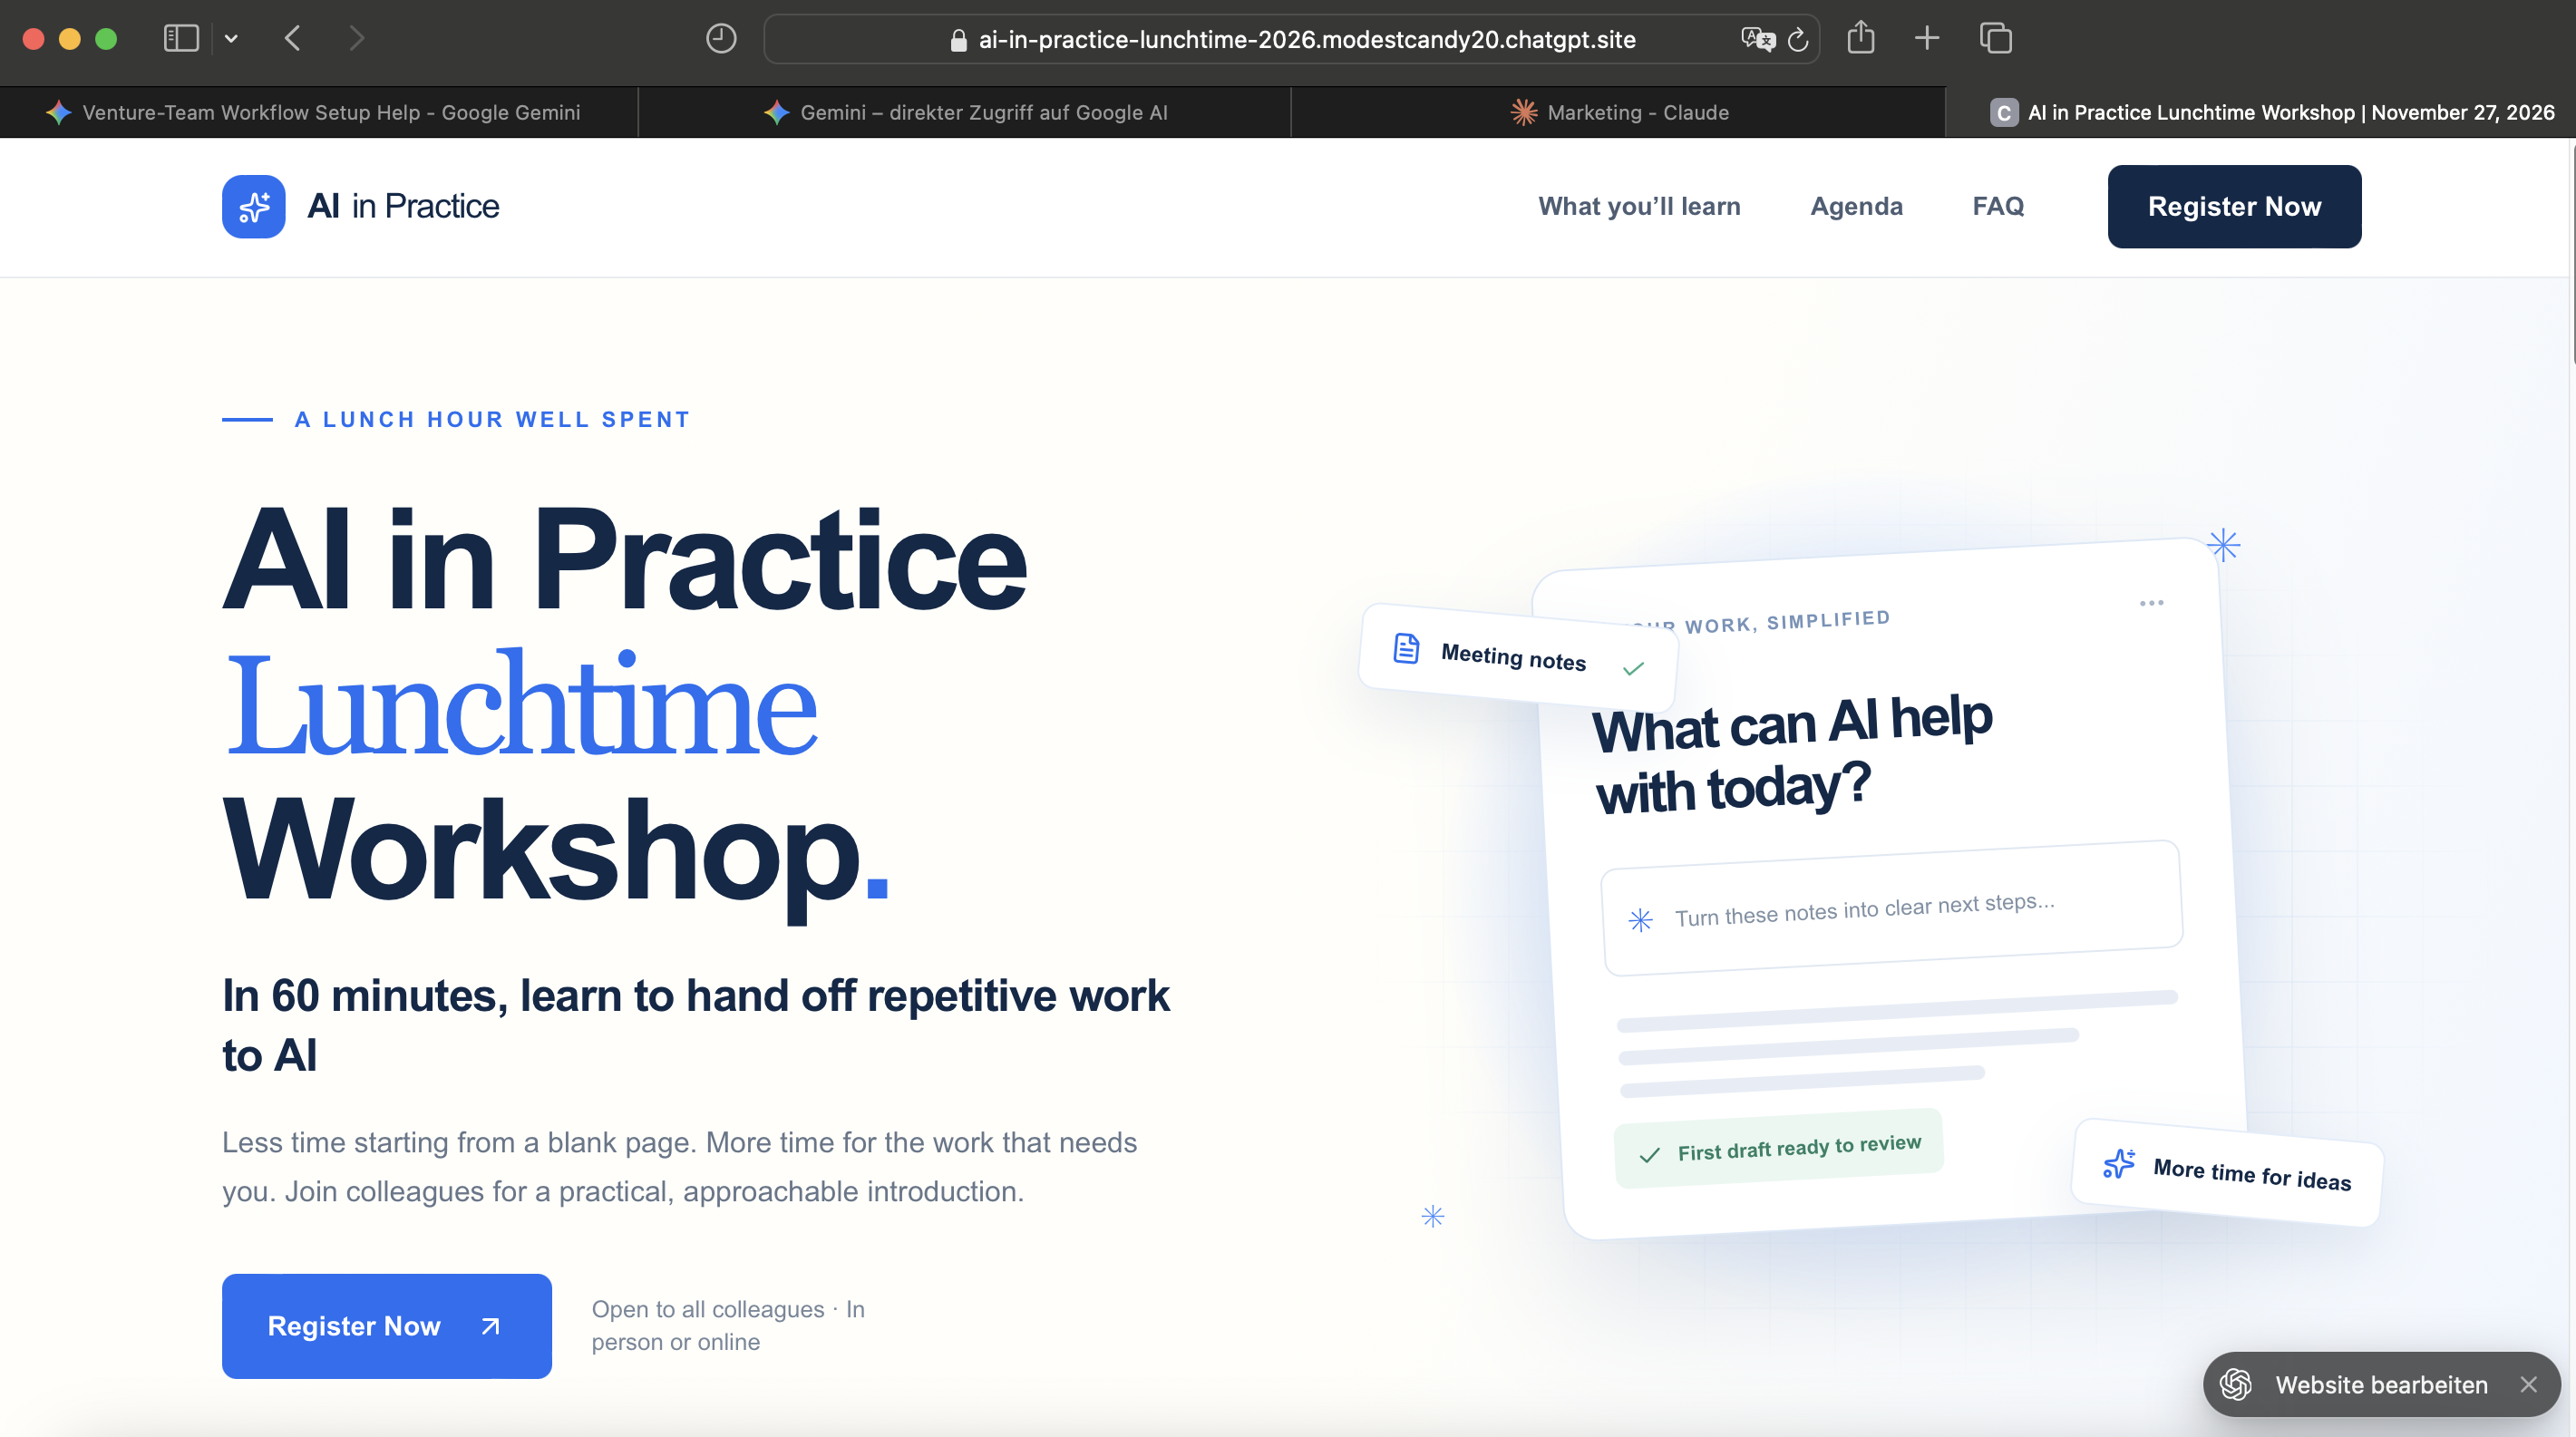 ai-in-practice-lunchtime-2026.modestcandy20.chatgpt.site
Venture-Team Workflow Setup Help - Google Gemini
Gemini – direkter Zugriff auf Google AI
Marketing - Claude
C AI in Practice Lunchtime Workshop | November 27, 2026
AI in Practice
What you’ll learn
Agenda
FAQ
Register Now
A LUNCH HOUR WELL SPENT
AI in Practice
Lunchtime
Workshop.
In 60 minutes, learn to hand off repetitive work
to AI
Less time starting from a blank page. More time for the work that needs
you. Join colleagues for a practical, approachable introduction.
Register Now
Open to all colleagues · In
person or online
WORK, SIMPLIFIED
Meeting notes
What can AI help
with today?
Turn these notes into clear next steps...
First draft ready to review
More time for ideas
Website bearbeiten